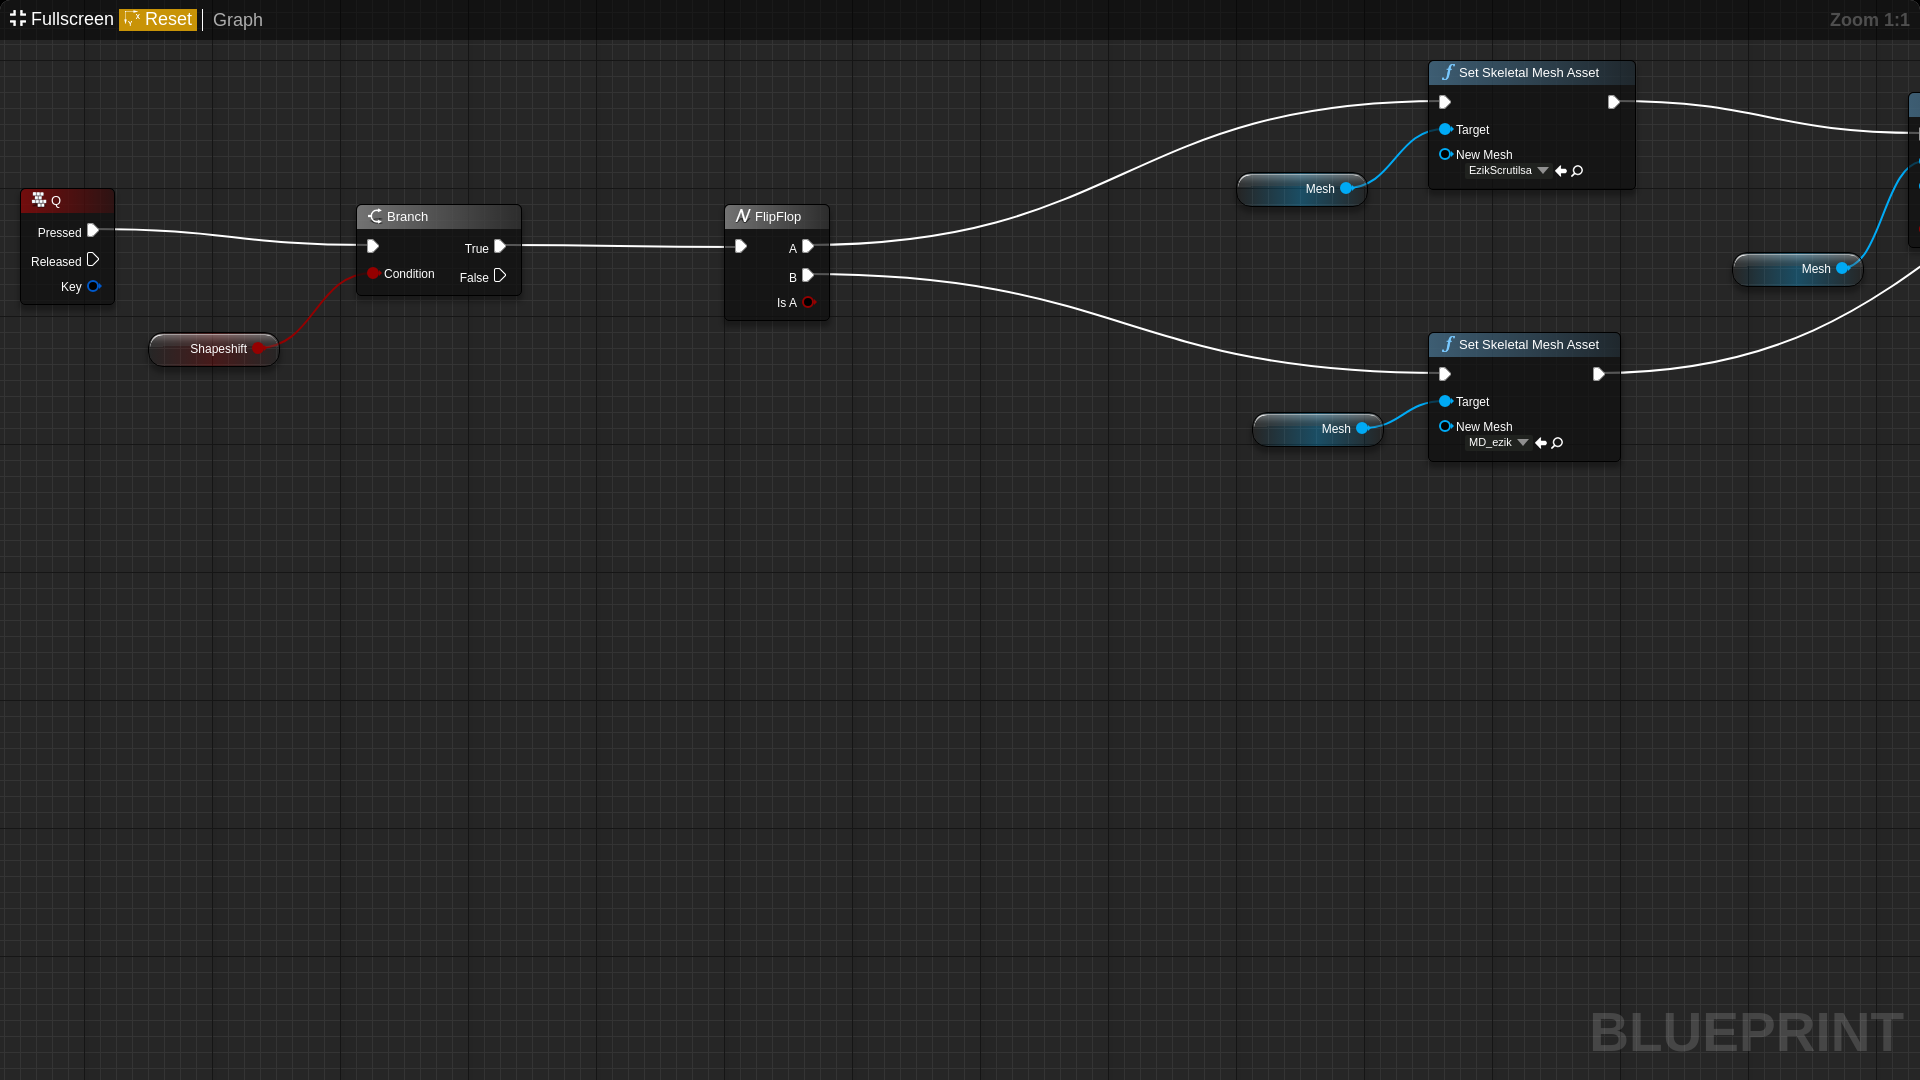 Fullscreen Reset Graph
Zoom 1:1
Q
Pressed
Released
Key
Shapeshift
Branch
True
Condition
False
FlipFlop
A
B
Is A
Set Skeletal Mesh Asset
Target
New Mesh
EzikScrutilsa
Mesh
Mesh
Set Skeletal Mesh Asset
Target
New Mesh
MD_ezik
Mesh
BLUEPRINT